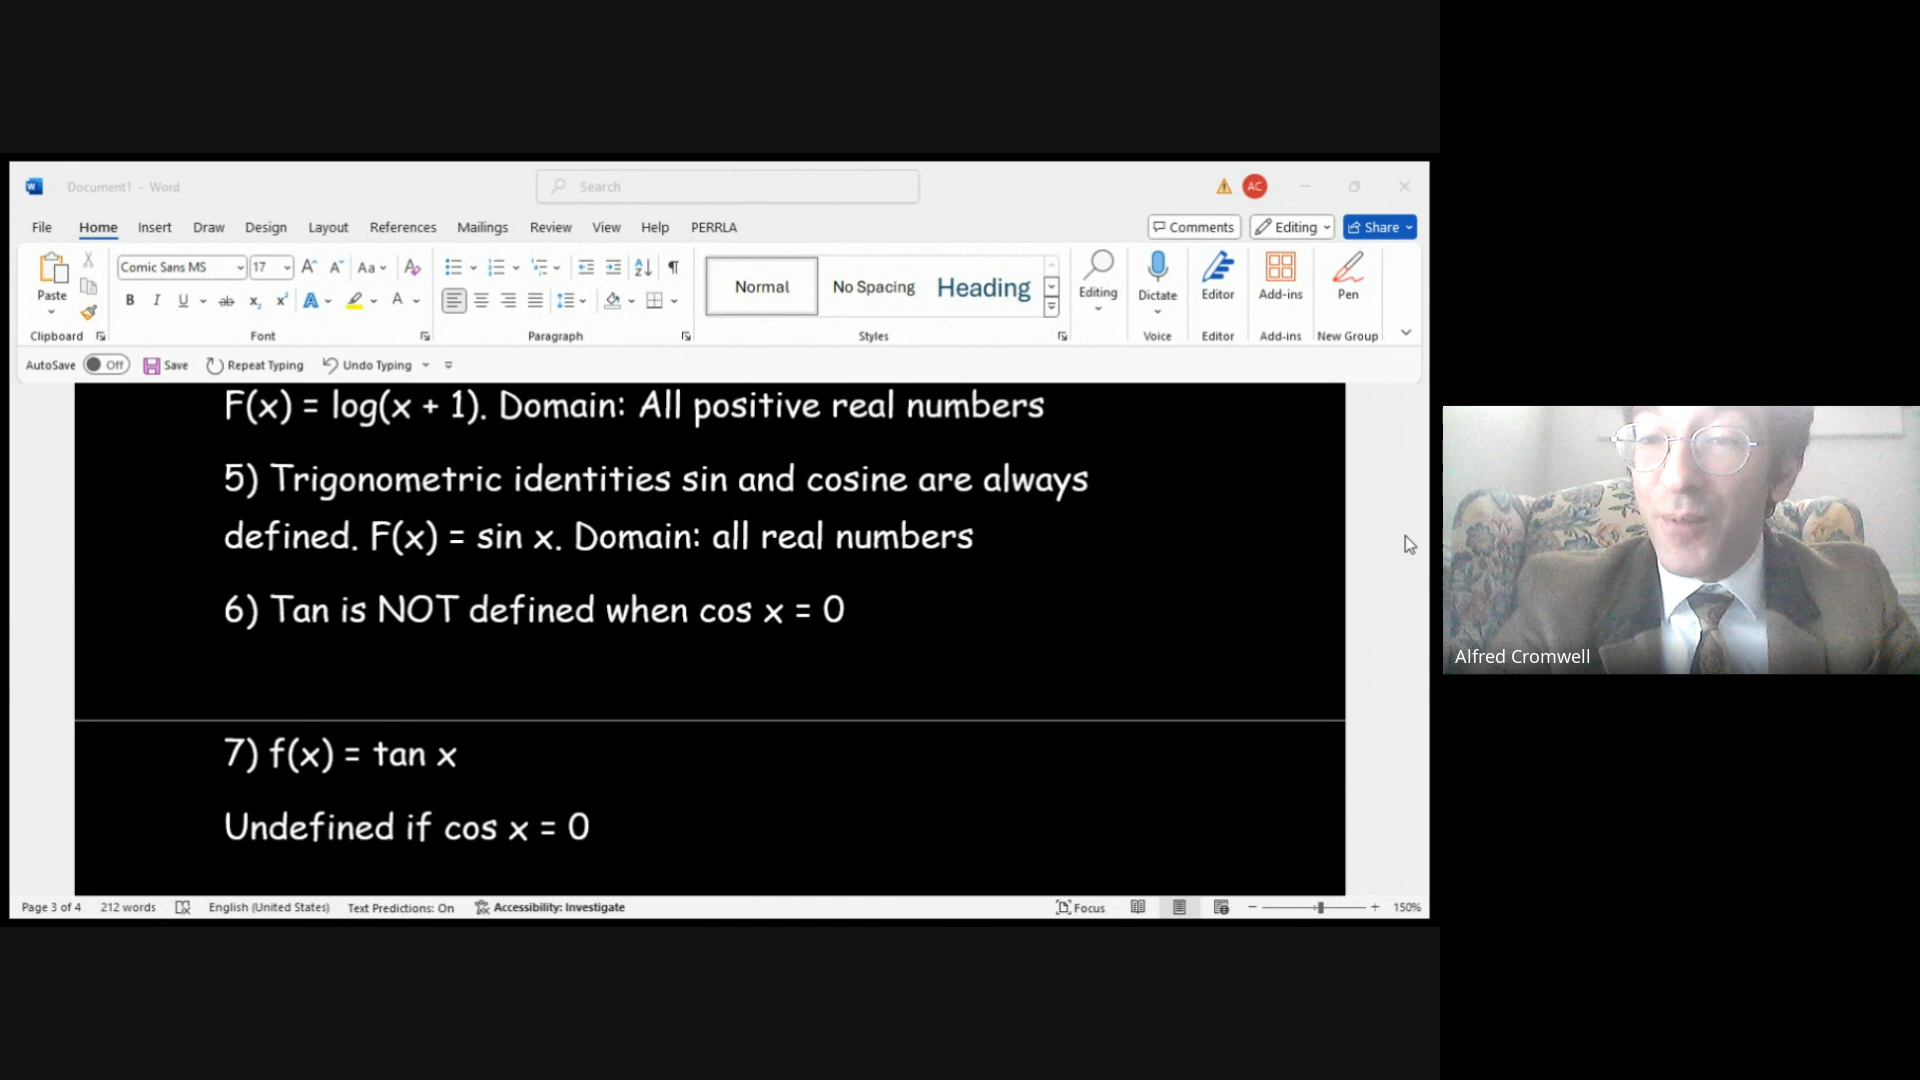 Document1 - Word
Search
AC
File Home Insert Draw Design Layout References Mailings Review View Help PERRLA
Comments Editing Share
Comic Sans MS 17
Paste
Normal No Spacing Heading
Editing Dictate Editor Add-ins Pen
Clipboard Font Paragraph Styles Voice Editor Add-ins New Group
AutoSave Off Save Repeat Typing Undo Typing
F(x) = log(x + 1). Domain: All positive real numbers
5) Trigonometric identities sin and cosine are always
defined. F(x) = sin x. Domain: all real numbers
6) Tan is NOT defined when cos x = 0
7) f(x) = tan x
Undefined if cos x = 0
Page 3 of 4 212 words English (United States) Text Predictions: On Accessibility: Investigate Focus 150%
Alfred Cromwell